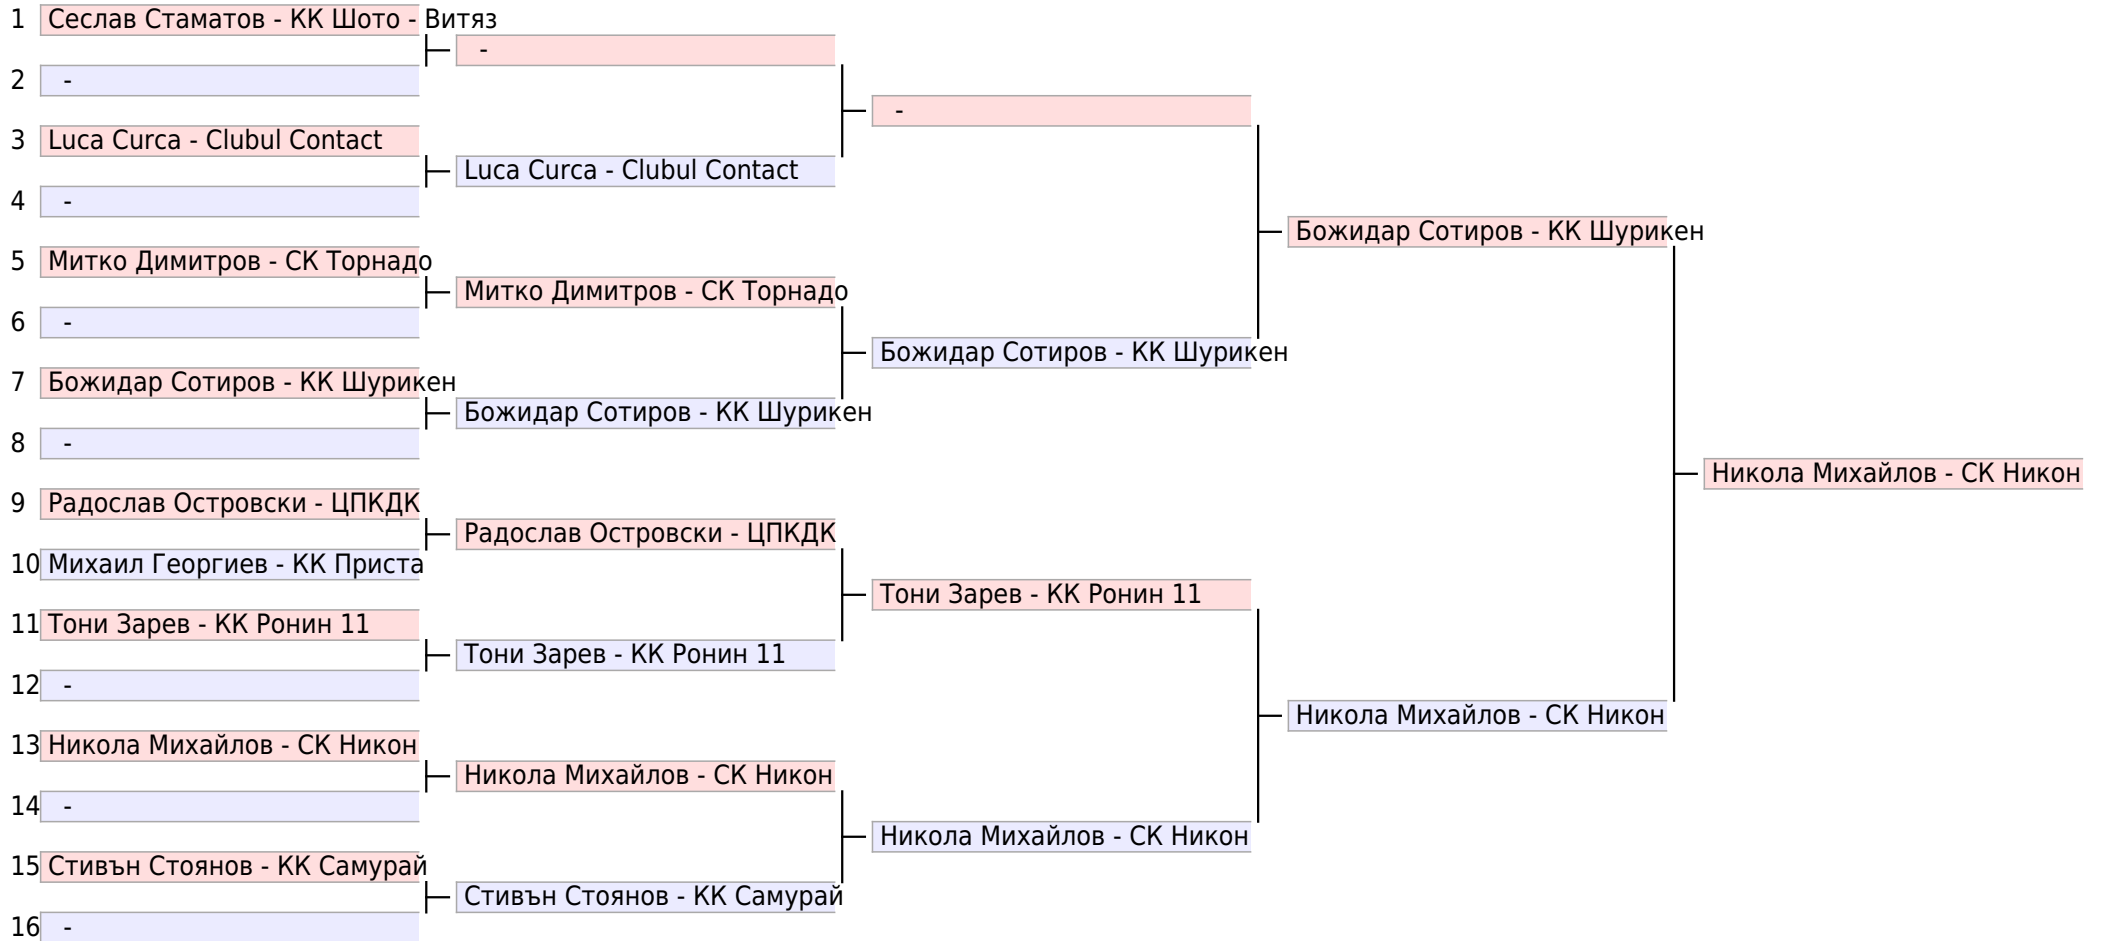 1 Сеслав Стаматов - КК Шото - Витяз
-
2 -
-
3 Luca Curca - Clubul Contact
Luca Curca - Clubul Contact
4 -
Божидар Сотиров - КК Шурикен
5 Митко Димитров - СК Торнадо
Митко Димитров - СК Торнадо
6 -
Божидар Сотиров - КК Шурикен
7 Божидар Сотиров - КК Шурикен
Божидар Сотиров - КК Шурикен
8 -
Никола Михайлов - СК Никон
9 Радослав Островски - ЦПКДК
Радослав Островски - ЦПКДК
10 Михаил Георгиев - КК Приста
Тони Зарев - КК Ронин 11
11 Тони Зарев - КК Ронин 11
Тони Зарев - КК Ронин 11
12 -
Никола Михайлов - СК Никон
13 Никола Михайлов - СК Никон
Никола Михайлов - СК Никон
14 -
Никола Михайлов - СК Никон
15 Стивън Стоянов - КК Самурай
Стивън Стоянов - КК Самурай
16 -